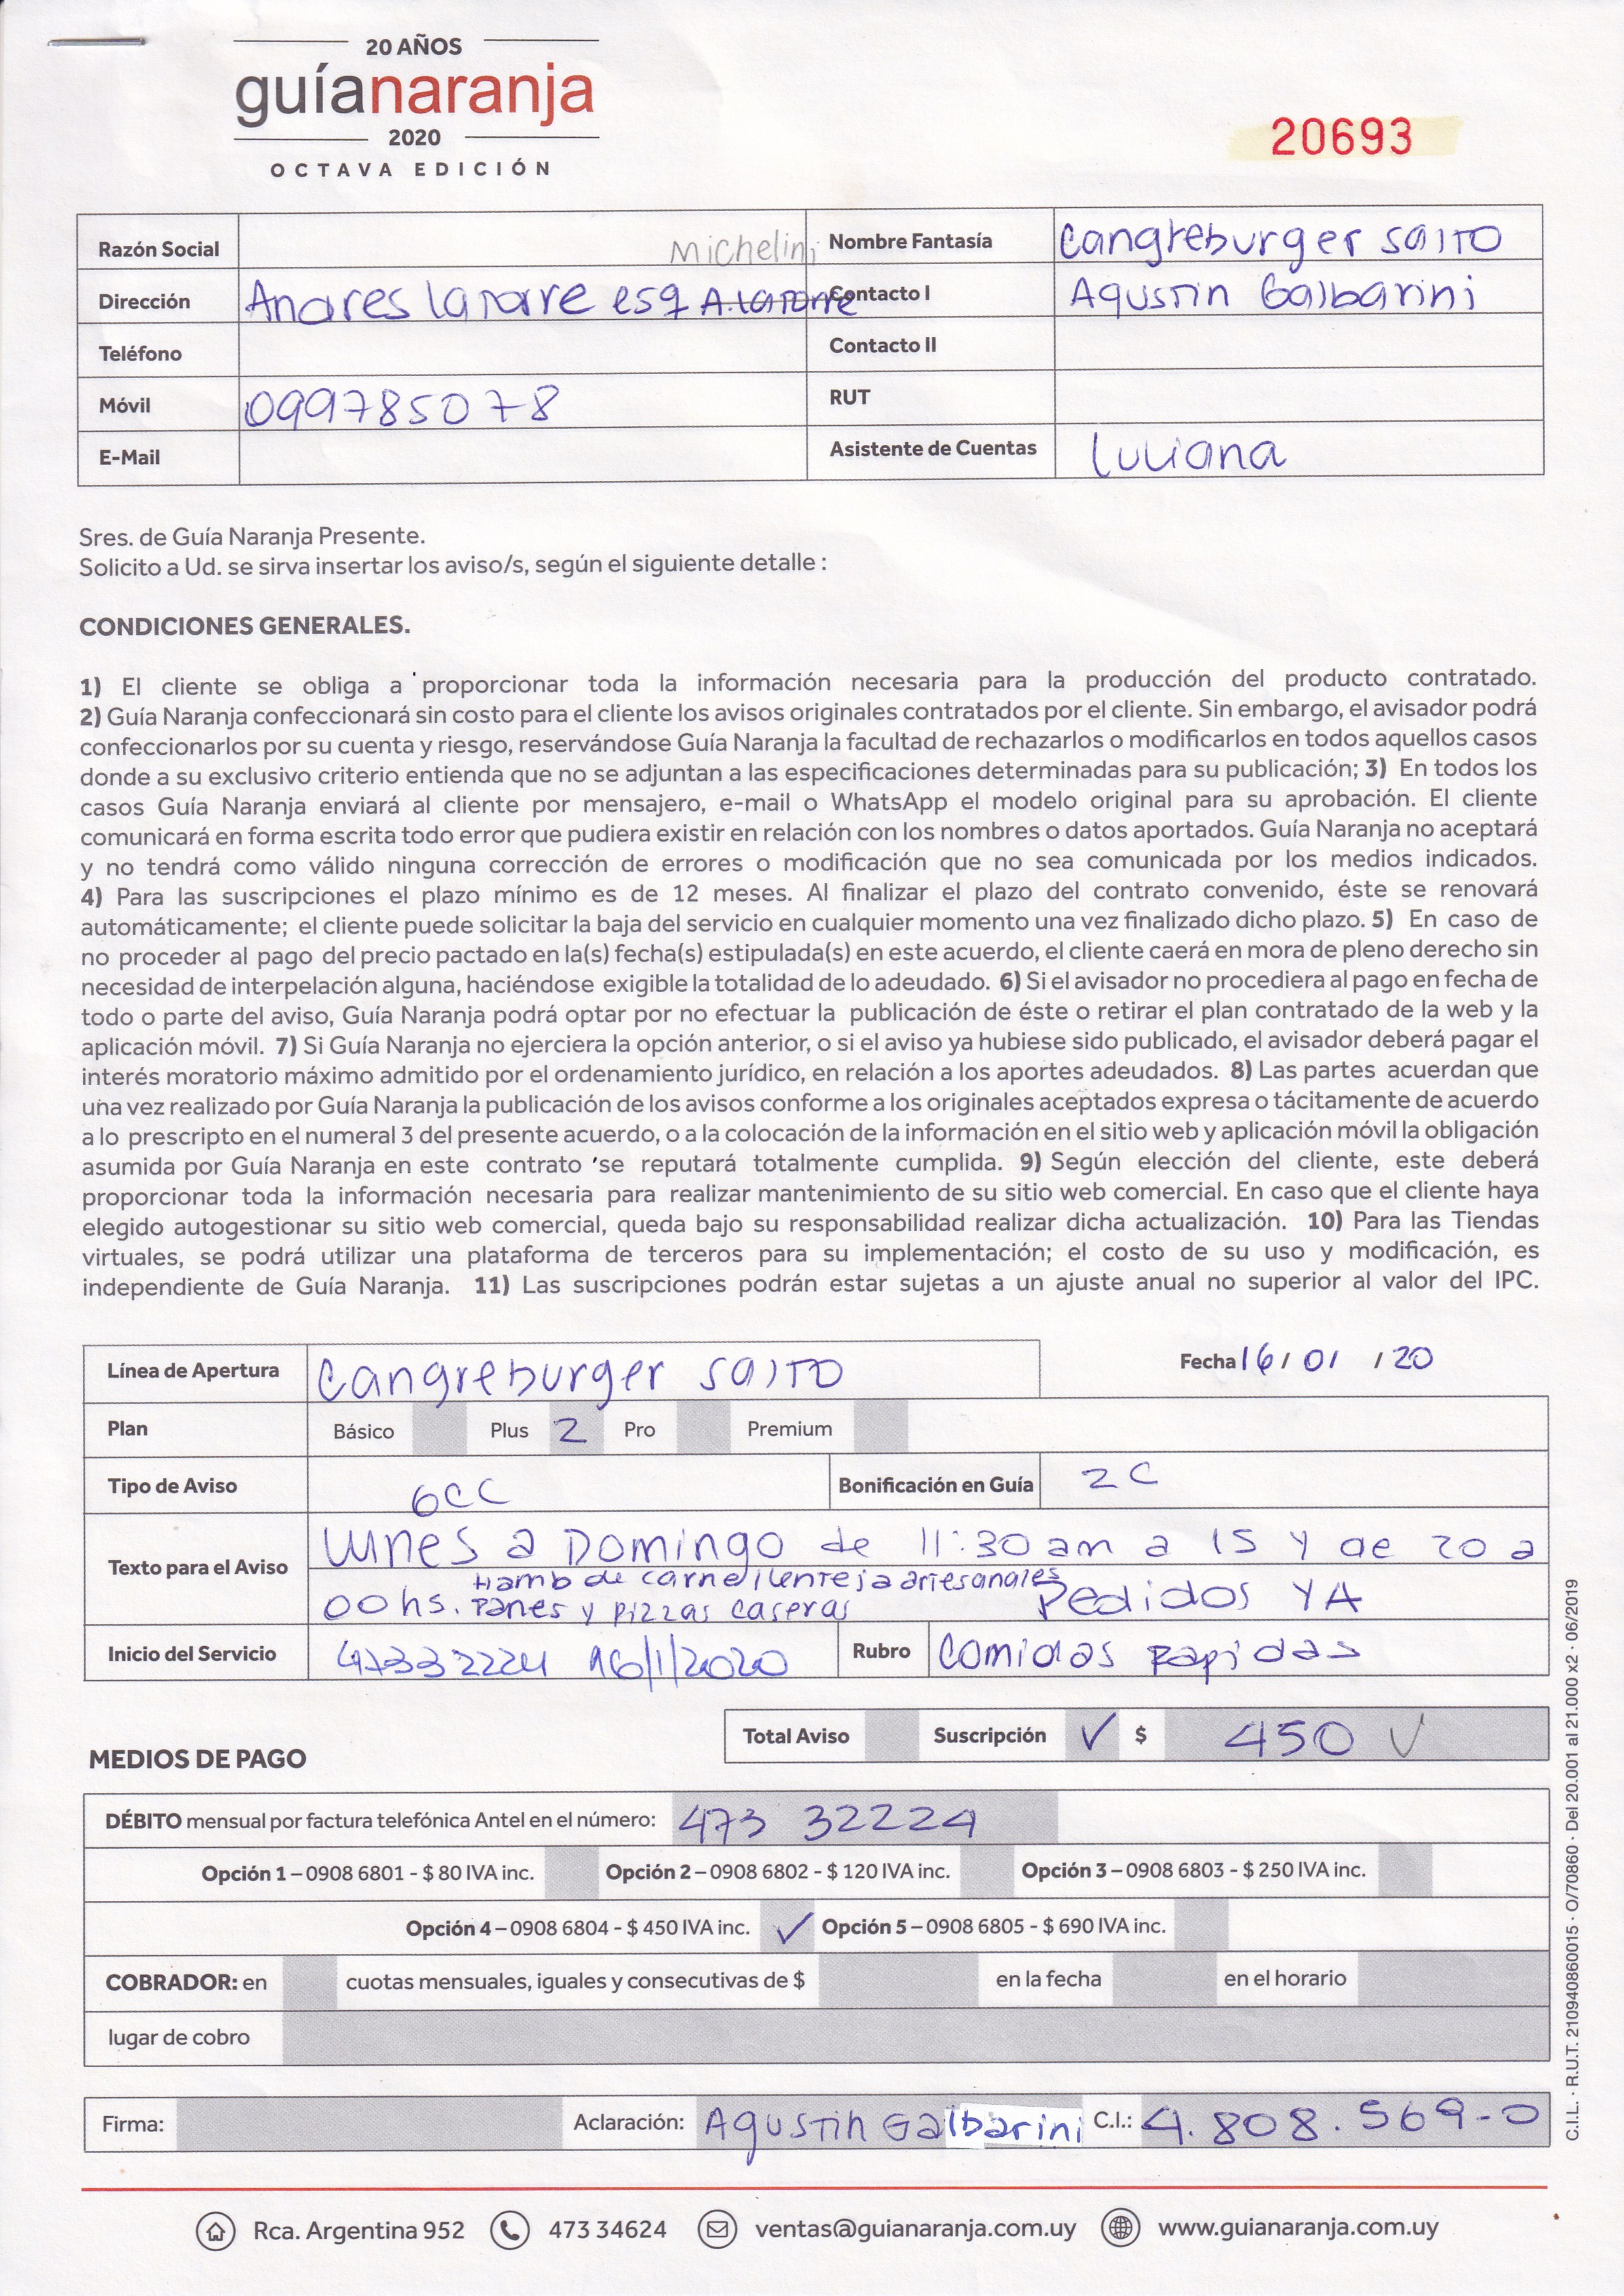 20 AÑOS
guíanaranja
2020
OCTAVA EDICIÓN
20693
Razón Social
Michelini
Nombre Fantasía Cangreburger salto
Dirección Andres latorre esq A.latorre
Contacto I Agustin Galbarini
Teléfono
Contacto II
Móvil 099785078
RUT
E-Mail
Asistente de Cuentas Luliana
Sres. de Guía Naranja Presente.
Solicito a Ud. se sirva insertar los aviso/s, según el siguiente detalle :
CONDICIONES GENERALES.
1) El cliente se obliga a proporcionar toda la información necesaria para la producción del producto contratado.
2) Guía Naranja confeccionará sin costo para el cliente los avisos originales contratados por el cliente. Sin embargo, el avisador podrá
confeccionarlos por su cuenta y riesgo, reservándose Guía Naranja la facultad de rechazarlos o modificarlos en todos aquellos casos
donde a su exclusivo criterio entienda que no se adjuntan a las especificaciones determinadas para su publicación; 3) En todos los
casos Guía Naranja enviará al cliente por mensajero, e-mail o WhatsApp el modelo original para su aprobación. El cliente
comunicará en forma escrita todo error que pudiera existir en relación con los nombres o datos aportados. Guía Naranja no aceptará
y no tendrá como válido ninguna corrección de errores o modificación que no sea comunicada por los medios indicados.
4) Para las suscripciones el plazo mínimo es de 12 meses. Al finalizar el plazo del contrato convenido, éste se renovará
automáticamente; el cliente puede solicitar la baja del servicio en cualquier momento una vez finalizado dicho plazo. 5) En caso de
no proceder al pago del precio pactado en la(s) fecha(s) estipulada(s) en este acuerdo, el cliente caerá en mora de pleno derecho sin
necesidad de interpelación alguna, haciéndose exigible la totalidad de lo adeudado. 6) Si el avisador no procediera al pago en fecha de
todo o parte del aviso, Guía Naranja podrá optar por no efectuar la publicación de éste o retirar el plan contratado de la web y la
aplicación móvil. 7) Si Guía Naranja no ejerciera la opción anterior, o si el aviso ya hubiese sido publicado, el avisador deberá pagar el
interés moratorio máximo admitido por el ordenamiento jurídico, en relación a los aportes adeudados. 8) Las partes acuerdan que
una vez realizado por Guía Naranja la publicación de los avisos conforme a los originales aceptados expresa o tácitamente de acuerdo
a lo prescripto en el numeral 3 del presente acuerdo, o a la colocación de la información en el sitio web y aplicación móvil la obligación
asumida por Guía Naranja en este contrato se reputará totalmente cumplida. 9) Según elección del cliente, este deberá
proporcionar toda la información necesaria para realizar mantenimiento de su sitio web comercial. En caso que el cliente haya
elegido autogestionar su sitio web comercial, queda bajo su responsabilidad realizar dicha actualización. 10) Para las Tiendas
virtuales, se podrá utilizar una plataforma de terceros para su implementación; el costo de su uso y modificación, es
independiente de Guía Naranja. 11) Las suscripciones podrán estar sujetas a un ajuste anual no superior al valor del IPC.
Línea de Apertura Cangreburger salto
Fecha 16/ 01 / 20
Plan Básico Plus 2 Pro Premium
Tipo de Aviso 6CC Bonificación en Guía 2C
Texto para el Aviso
Lunes a Domingo de 11:30 am a 15 y de 20 a
Hamb de carne/lenteja artesanales
00hs. Panes y pizzas caseras Pedidos YA
Inicio del Servicio 47332224 16/1/2020 Rubro Comidas Rapidas
Total Aviso Suscripción ✓ $ 450 ✓
MEDIOS DE PAGO
DÉBITO mensual por factura telefónica Antel en el número: 473 32224
Opción 1 – 0908 6801 - $ 80 IVA inc. Opción 2 – 0908 6802 - $ 120 IVA inc. Opción 3 – 0908 6803 - $ 250 IVA inc.
Opción 4 – 0908 6804 - $ 450 IVA inc. ✓ Opción 5 – 0908 6805 - $ 690 IVA inc.
COBRADOR: en cuotas mensuales, iguales y consecutivas de $ en la fecha en el horario
lugar de cobro
Firma: Aclaración: Agustin Galbarini C.I.: 4.808.569-0
Rca. Argentina 952 473 34624 ventas@guianaranja.com.uy www.guianaranja.com.uy
C.I.L. · R.U.T. 210940860015 · O/70860 · Del 20.001 al 21.000 x2 · 06/2019